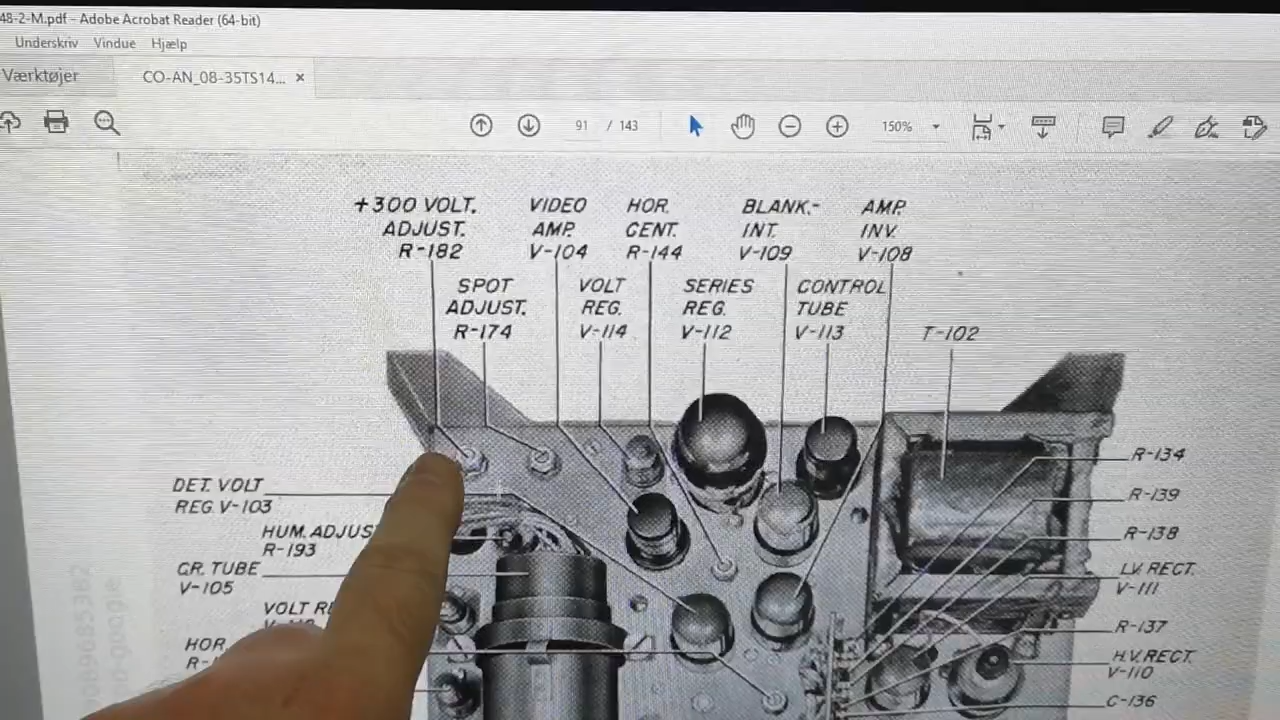 48-2-M.pdf - Adobe Acrobat Reader (64-bit)
Underskriv Vindue Hjælp
Værktøjer CO-AN_08-35TS14... ×
91 / 143 150%
+300 VOLT. ADJUST. R-182
VIDEO AMP. V-104
HOR. CENT. R-144
BLANK.- INT. V-109
AMP. INV. V-108
SPOT ADJUST. R-174
VOLT REG. V-114
SERIES REG. V-112
CONTROL TUBE V-113
T-102
DET. VOLT
REG. V-103
HUM. ADJUST
R-193
C.R. TUBE
V-105
HOR.
R-134
R-139
R-138
L.V. RECT.
V-111
R-137
H.V. RECT.
V-110
C-136